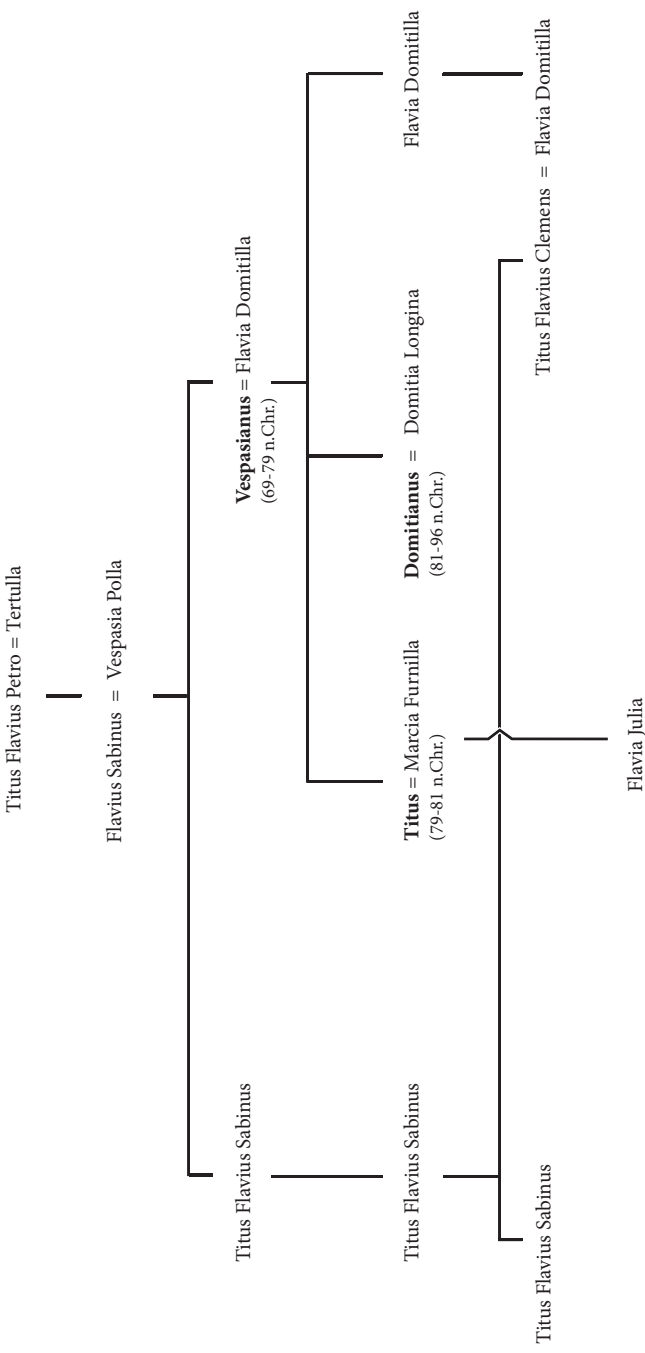 Titus Flavius Petro = Tertulla
Flavius Sabinus = Vespasia Polla
Titus Flavius Sabinus
Vespasianus = Flavia Domitilla
(69-79 n.Chr.)
Titus Flavius Sabinus
Titus = Marcia Furnilla
(79-81 n.Chr.)
Domitianus = Domitia Longina
(81-96 n.Chr.)
Flavia Domitilla
Titus Flavius Sabinus
Titus Flavius Clemens = Flavia Domitilla
Flavia Julia